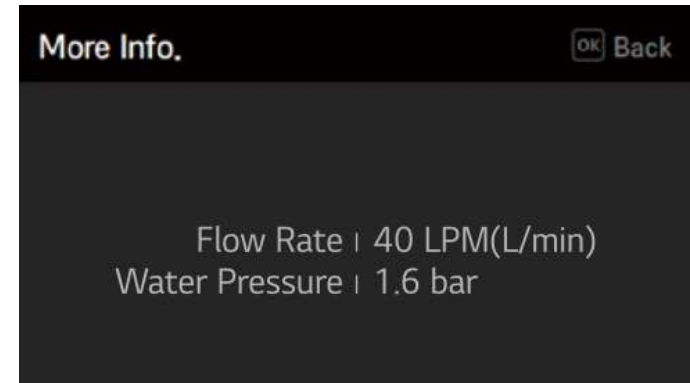 More Info.
OK Back
Flow Rate | 40 LPM(L/min)
Water Pressure | 1.6 bar